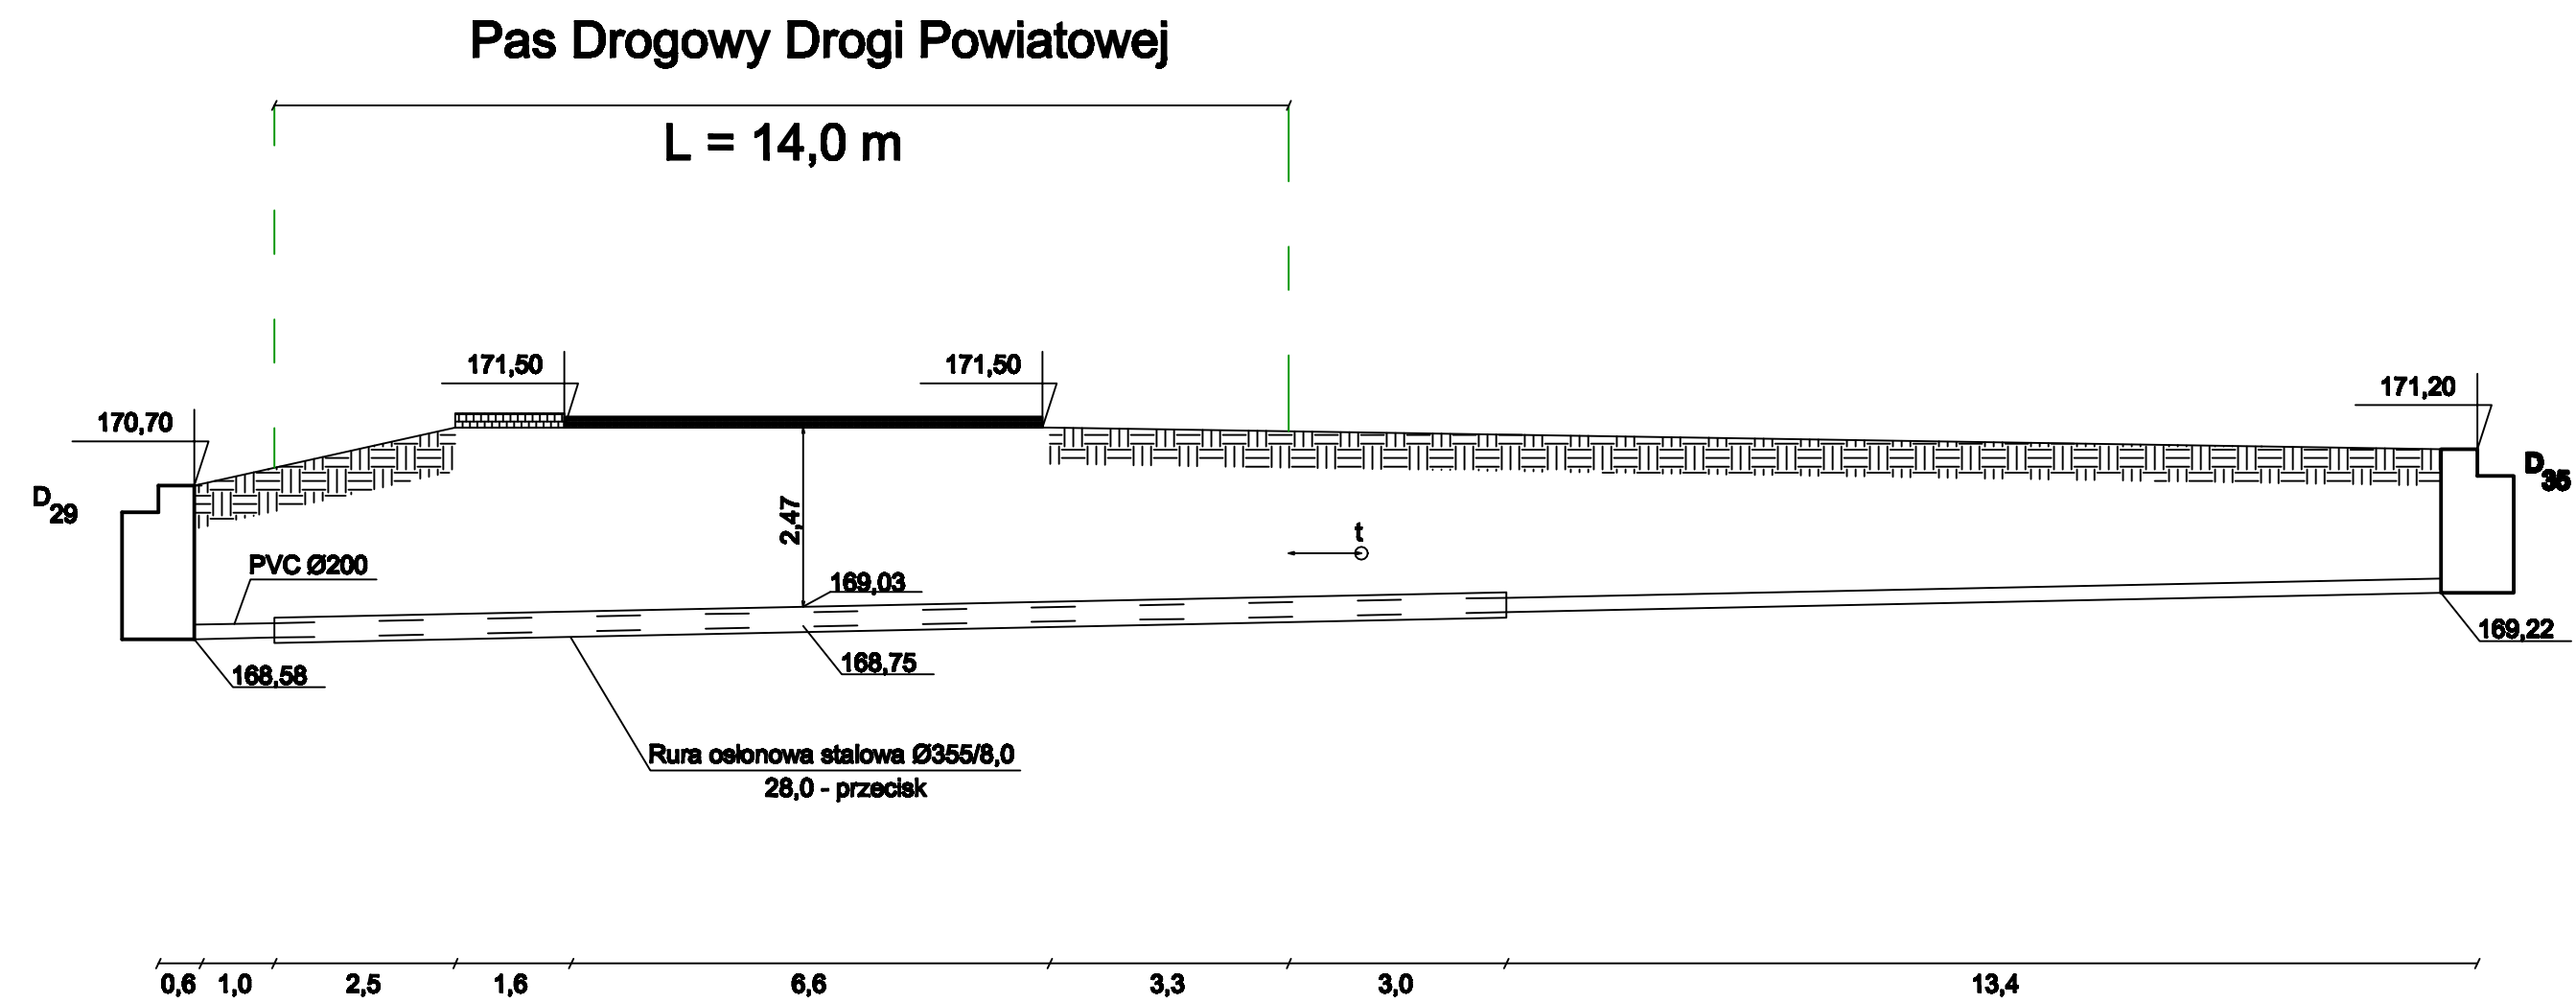 Pas Drogowy Drogi Powiatowej
L = 14,0 m
171,50
171,50
171,20
170,70
D29
D35
2,47
t
PVC Ø200
169,03
168,75
168,58
169,22
Rura osłonowa stalowa Ø355/8,0
28,0 - przecisk
0,6 1,0 2,5 1,6 6,6 3,3 3,0 13,4